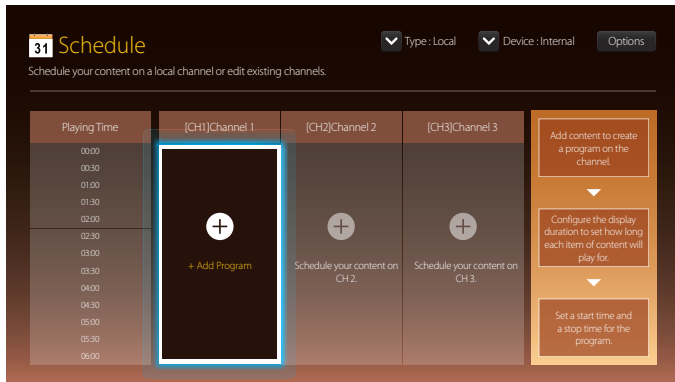 31 Schedule
Type : Local
Device : Internal
Options
Schedule your content on a local channel or edit existing channels.
Playing Time
[CH1]Channel 1
[CH2]Channel 2
[CH3]Channel 3
00:00
00:30
01:00
01:30
02:00
02:30
03:00
03:30
04:00
04:30
05:00
05:30
06:00
+ Add Program
Schedule your content on
CH 2.
Schedule your content on
CH 3.
Add content to create
a program on the
channel.
Configure the display
duration to set how long
each item of content will
play for.
Set a start time and
a stop time for the
program.